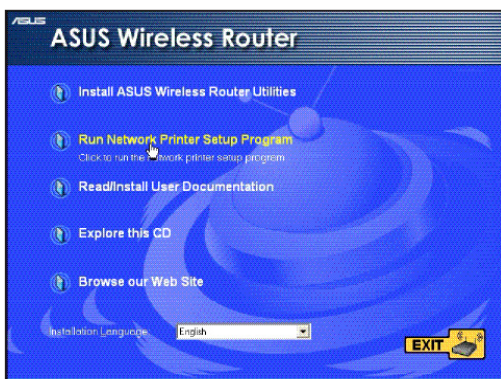 ASUS
ASUS Wireless Router
Install ASUS Wireless Router Utilities
Run Network Printer Setup Program
Click to run the network printer setup program
Read/Install User Documentation
Explore this CD
Browse our Web Site
Installation Language: English
EXIT